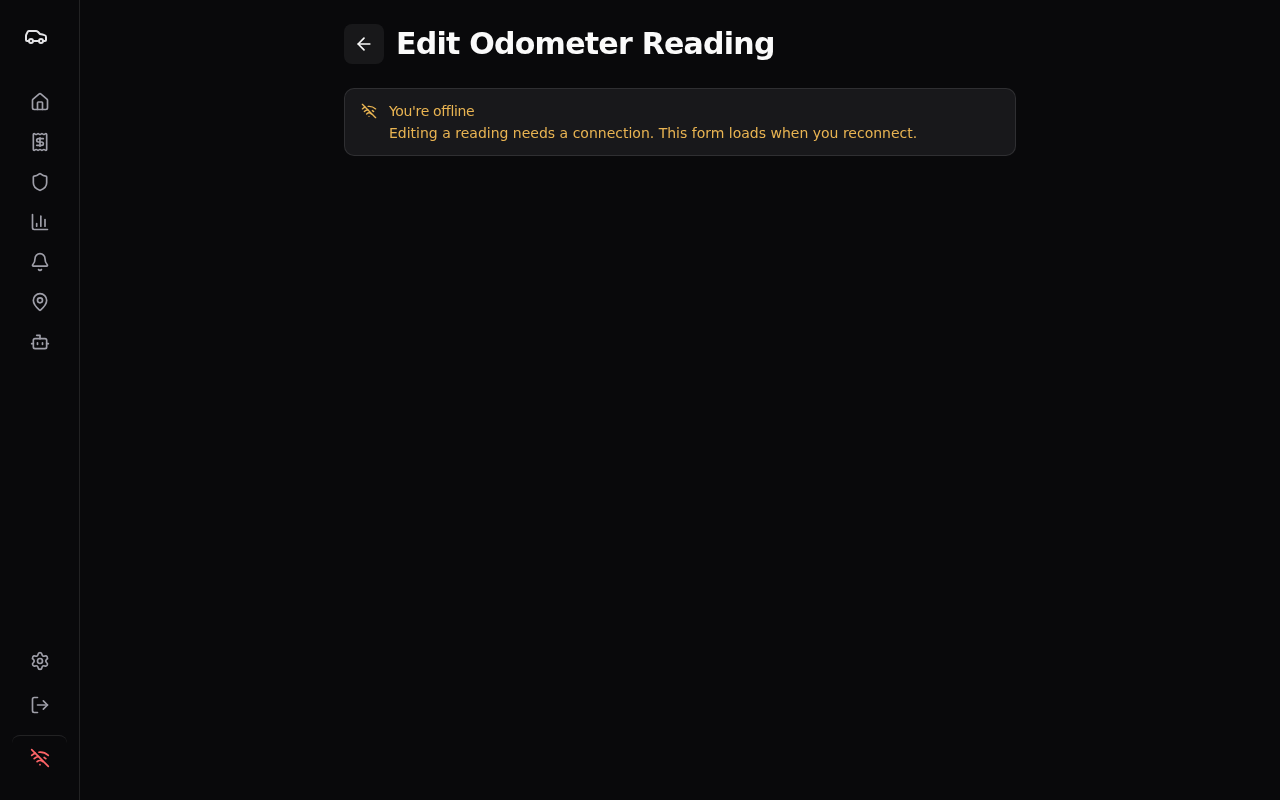 Edit Odometer Reading
You're offline
Editing a reading needs a connection. This form loads when you reconnect.